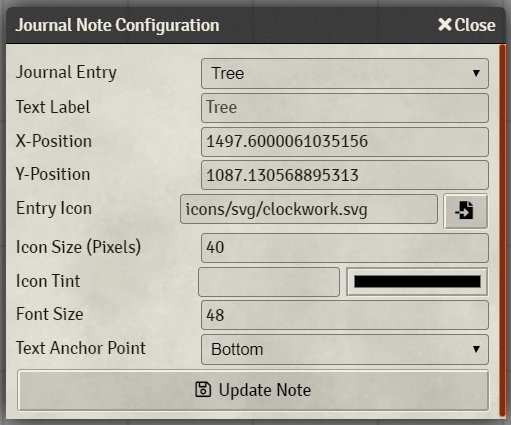 Journal Note Configuration Close
Journal Entry Tree
Text Label Tree
X-Position 1497.6000061035156
Y-Position 1087.130568895313
Entry Icon icons/svg/clockwork.svg
Icon Size (Pixels) 40
Icon Tint
Font Size 48
Text Anchor Point Bottom
Update Note